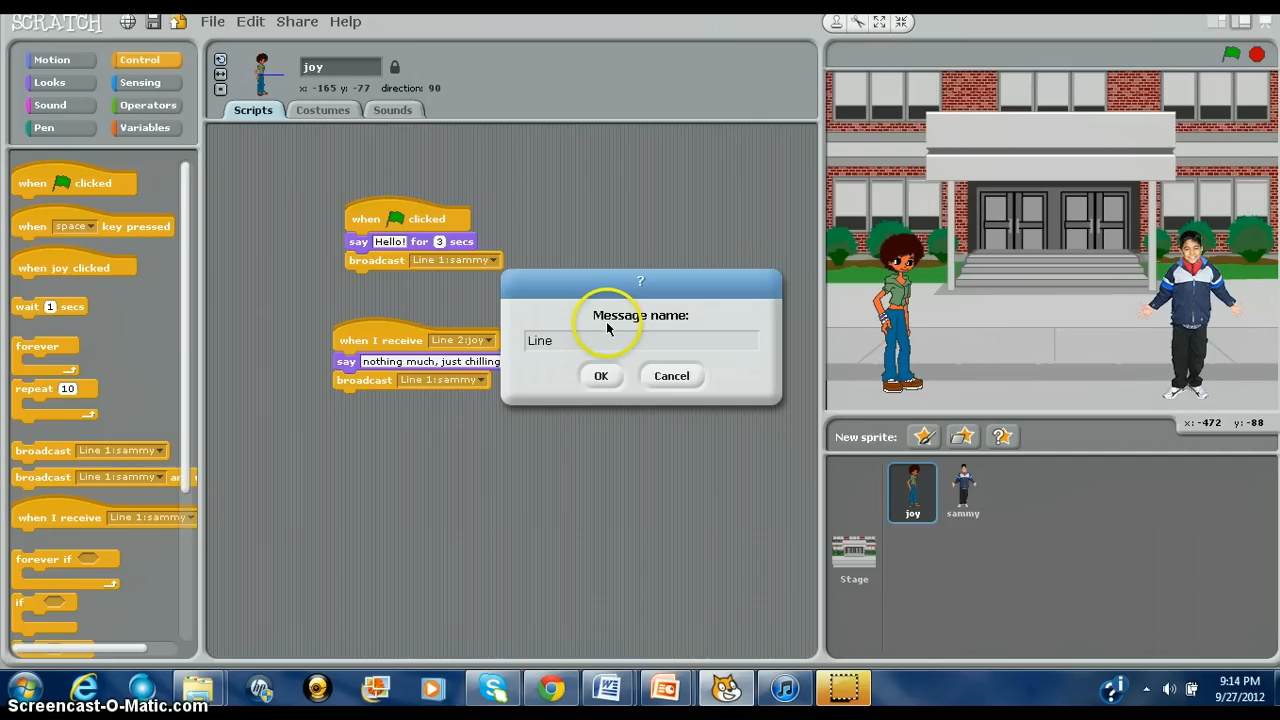 SCRATCH
File Edit Share Help
Motion Control
Looks Sensing
Sound Operators
Pen Variables
joy
x: -165 y: -77 direction: 90
Scripts Costumes Sounds
when clicked
when space key pressed
when joy clicked
wait 1 secs
forever
repeat 10
broadcast Line 1:sammy
broadcast Line 1:sammy
when I receive Line 1:sammy
forever if
if
when clicked
say Hello! for 3 secs
broadcast Line 1:sammy
when I receive Line 2:joy
say nothing much, just chilling
broadcast Line 1:sammy
?
Message name:
Line
OK Cancel
x: -472 y: -88
New sprite:
joy
sammy
Stage
9:14 PM
9/27/2012
Screencast-O-Matic.com